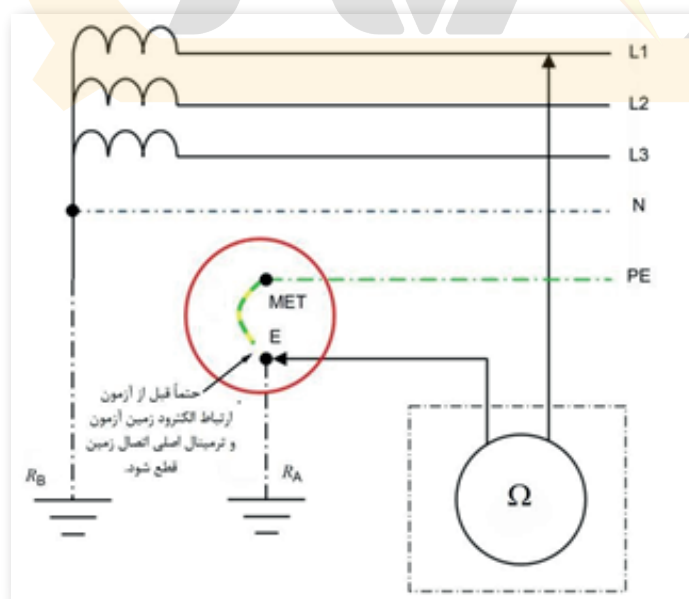 L1
L2
L3
N
PE
MET
E
حتماً قبل از آزمون
ارتباط الکترود زمین آزمون
و ترمینال اصلی اتصال زمین
قطع شود.
RB
RA
Ω